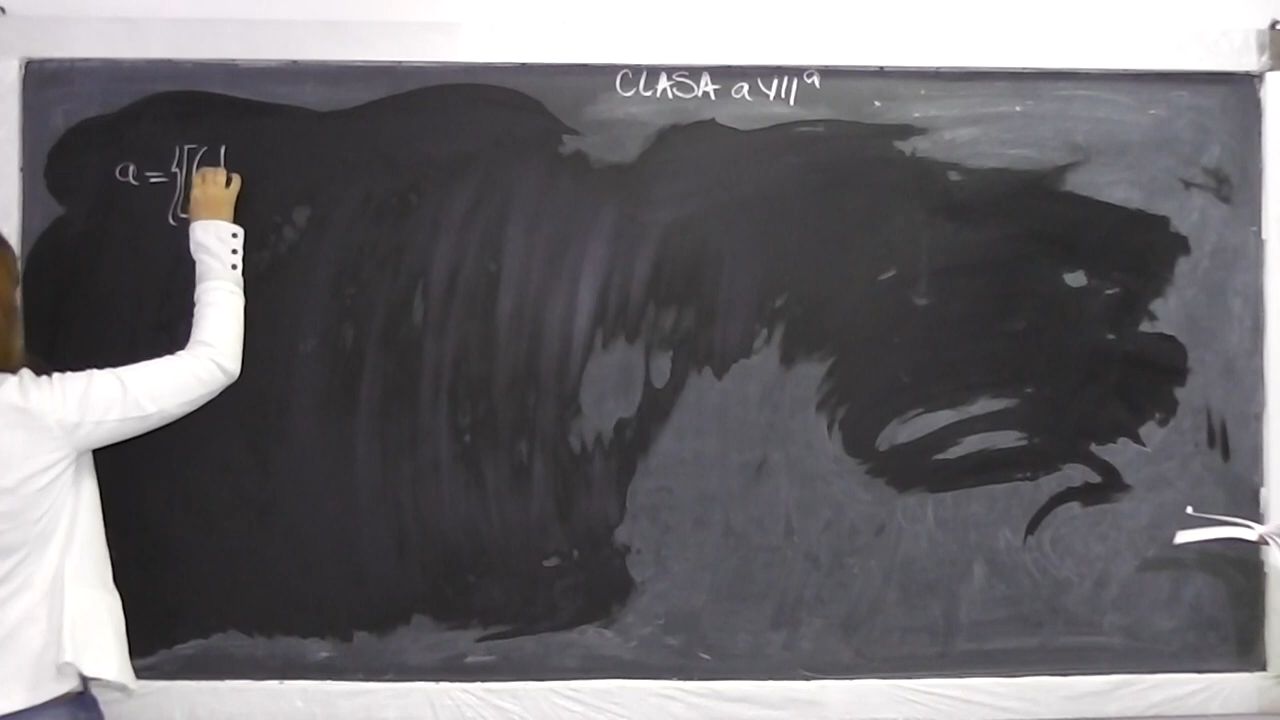 CLASA a VII ª
a = {[(